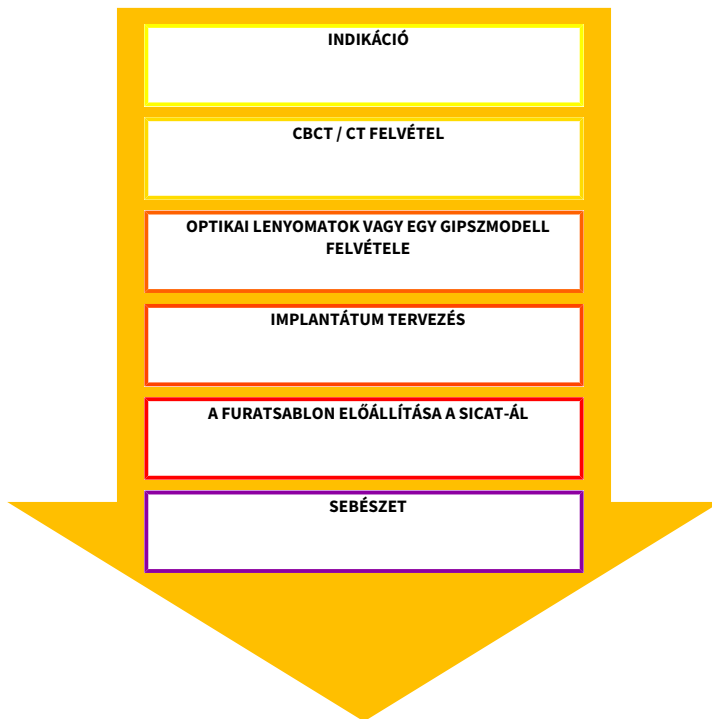 INDIKÁCIÓ
CBCT / CT FELVÉTEL
OPTIKAI LENYOMATOK VAGY EGY GIPSZMODELL
FELVÉTELE
IMPLANTÁTUM TERVEZÉS
A FURATSABLON ELŐÁLLÍTÁSA A SICAT-ÁL
SEBÉSZET